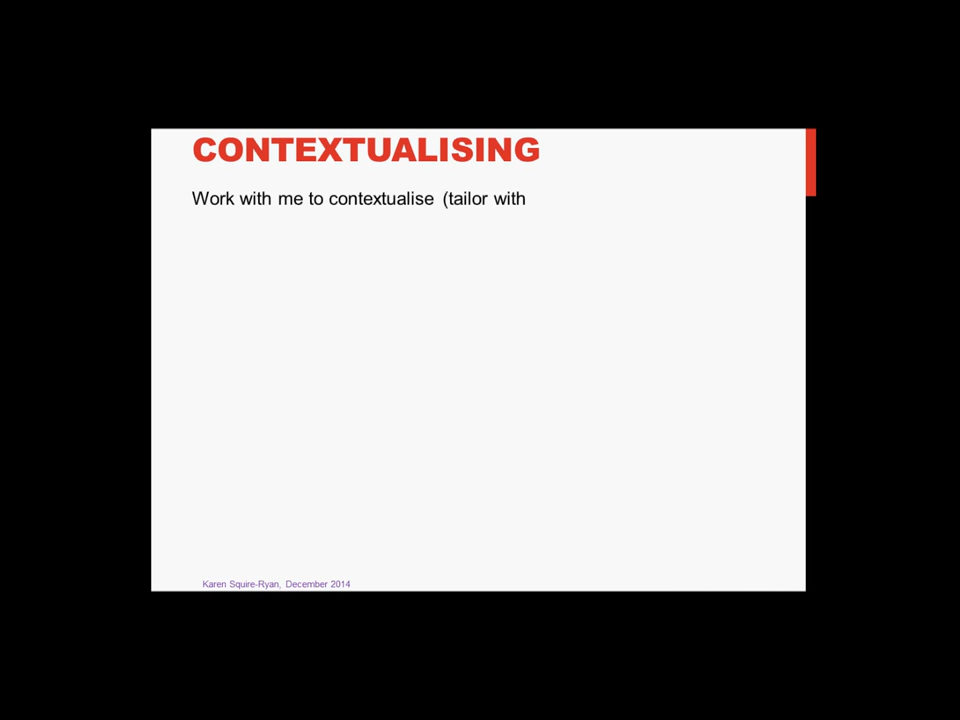 CONTEXTUALISING
Work with me to contextualise (tailor with
Karen Squire-Ryan, December 2014